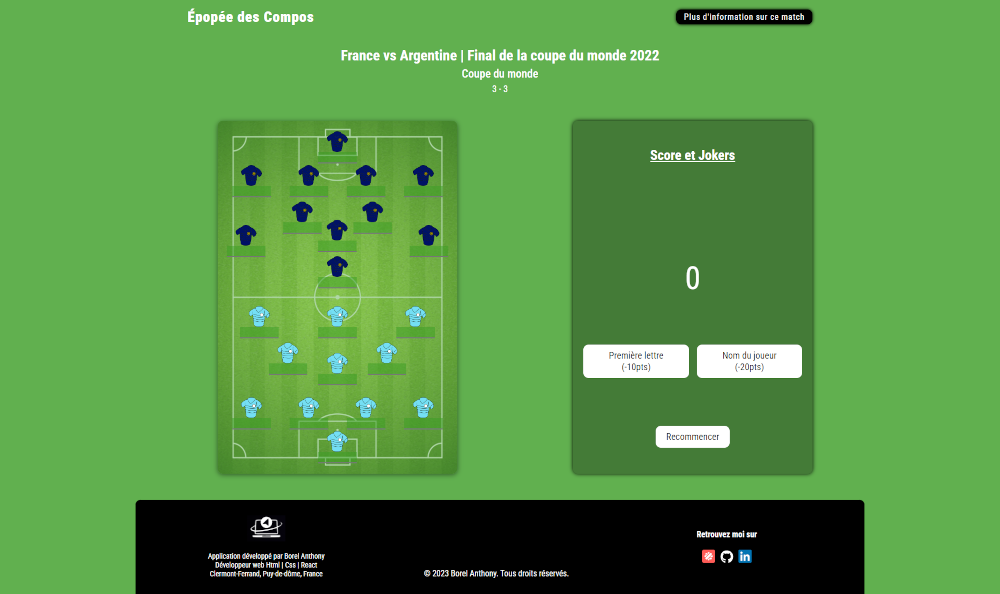 Épopée des Compos
Plus d'information sur ce match
France vs Argentine | Final de la coupe du monde 2022
Coupe du monde
3 - 3
Score et Jokers
0
Première lettre
(-10pts)
Nom du joueur
(-20pts)
Recommencer
Application développé par Borel Anthony
Développeur web Html | Css | React
Clermont-Ferrand, Puy-de-dôme, France
© 2023 Borel Anthony. Tous droits réservés.
Retrouvez moi sur
in